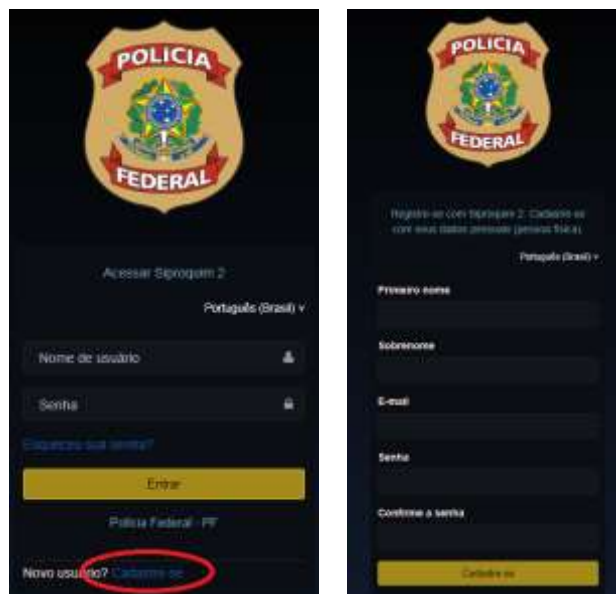 POLICIA
FEDERAL
Acessar Siproquim 2
Português (Brasil) v
Nome de usuário
Senha
Esqueceu sua senha?
Entrar
Polícia Federal - PF
Novo usuário? Cadastre-se
POLICIA
FEDERAL
Registre-se com Siproquim 2. Cadastre-se
com seus dados pessoais (pessoa física).
Português (Brasil) v
Primeiro nome
Sobrenome
E-mail
Senha
Confirme a senha
Cadastre-se